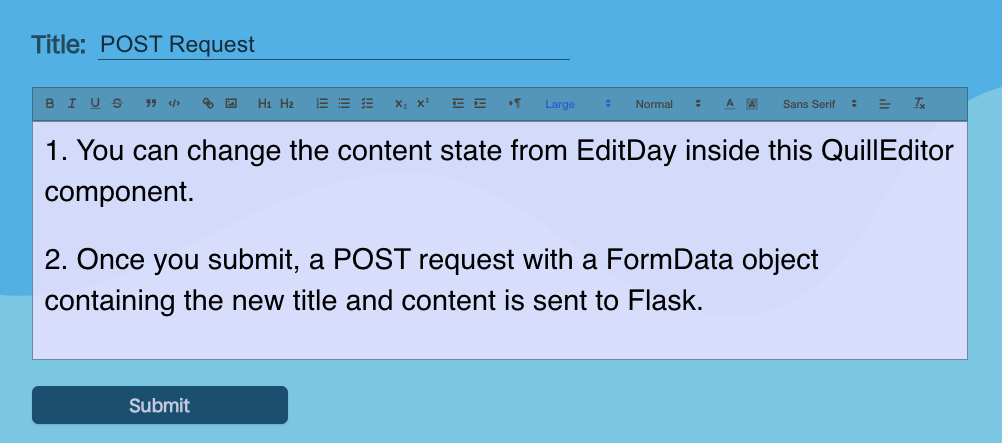 Title: POST Request
B I U S H1 H2 X2 X2 Large Normal A A Sans Serif Tx
1. You can change the content state from EditDay inside this QuillEditor
component.
2. Once you submit, a POST request with a FormData object
containing the new title and content is sent to Flask.
Submit